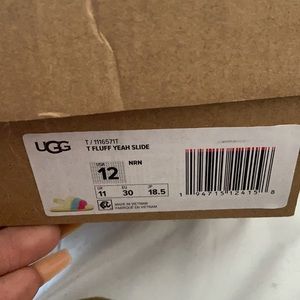 UGG
T / 1116571T
T FLUFF YEAH SLIDE
USA
12
NRN
UK
11
EU
30
JP
18.5
MADE IN VIETNAM
FABRIQUÉ EN VIETNAM
1 94715 12415 8